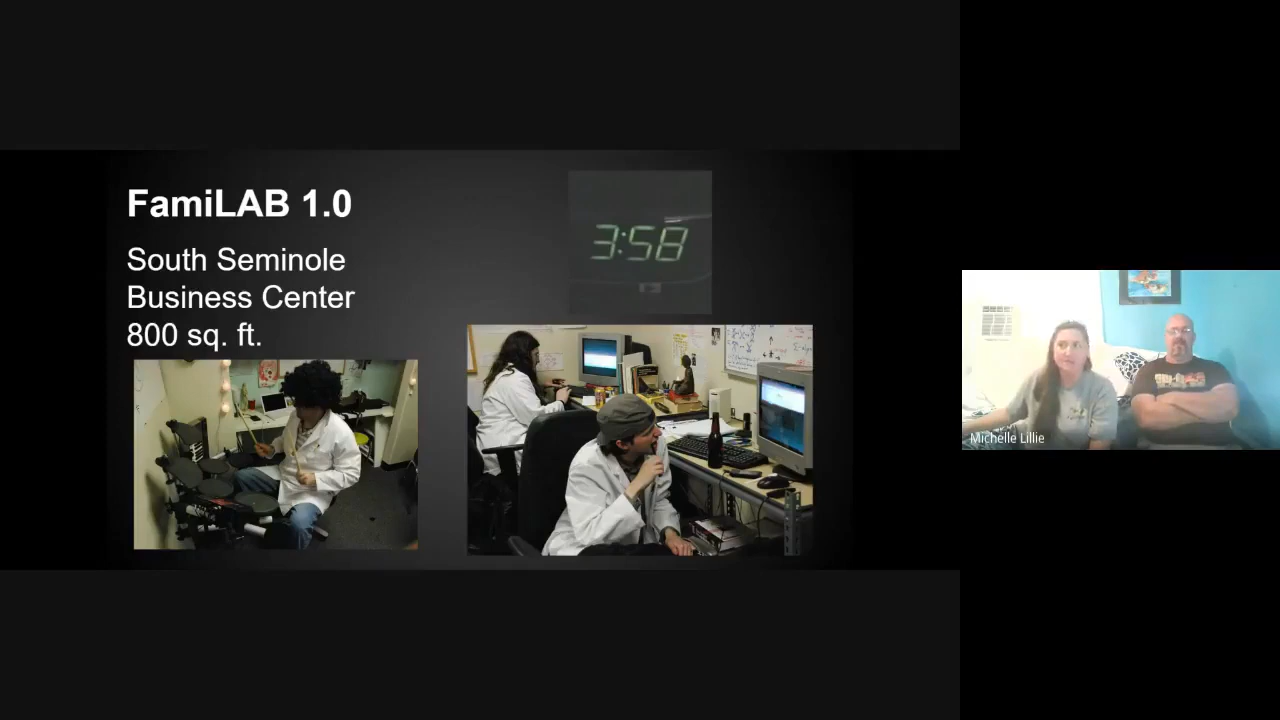 FamiLAB 1.0
South Seminole
Business Center
800 sq. ft.
3:58
Michelle Lillie